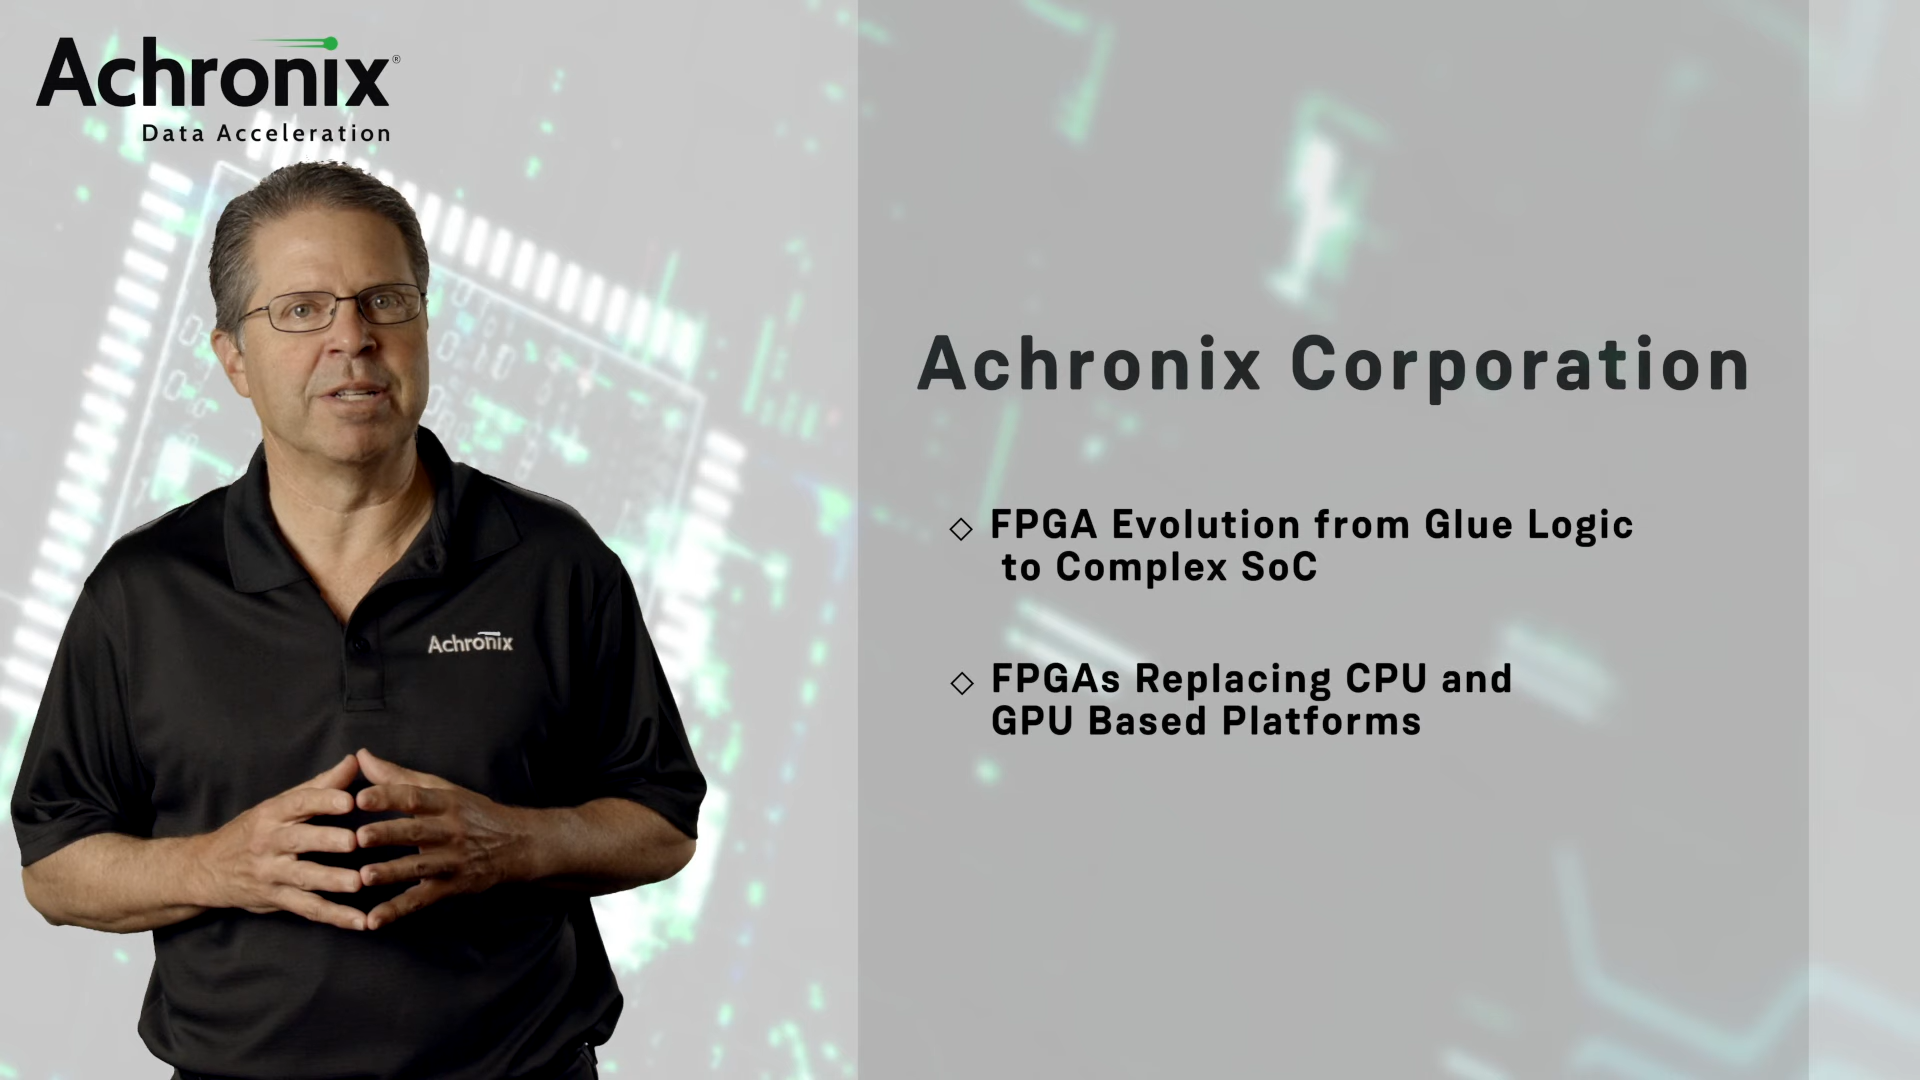 Achronix®
Data Acceleration
Achronix Corporation
◇ FPGA Evolution from Glue Logic
to Complex SoC
Achronix
◇ FPGAs Replacing CPU and
GPU Based Platforms